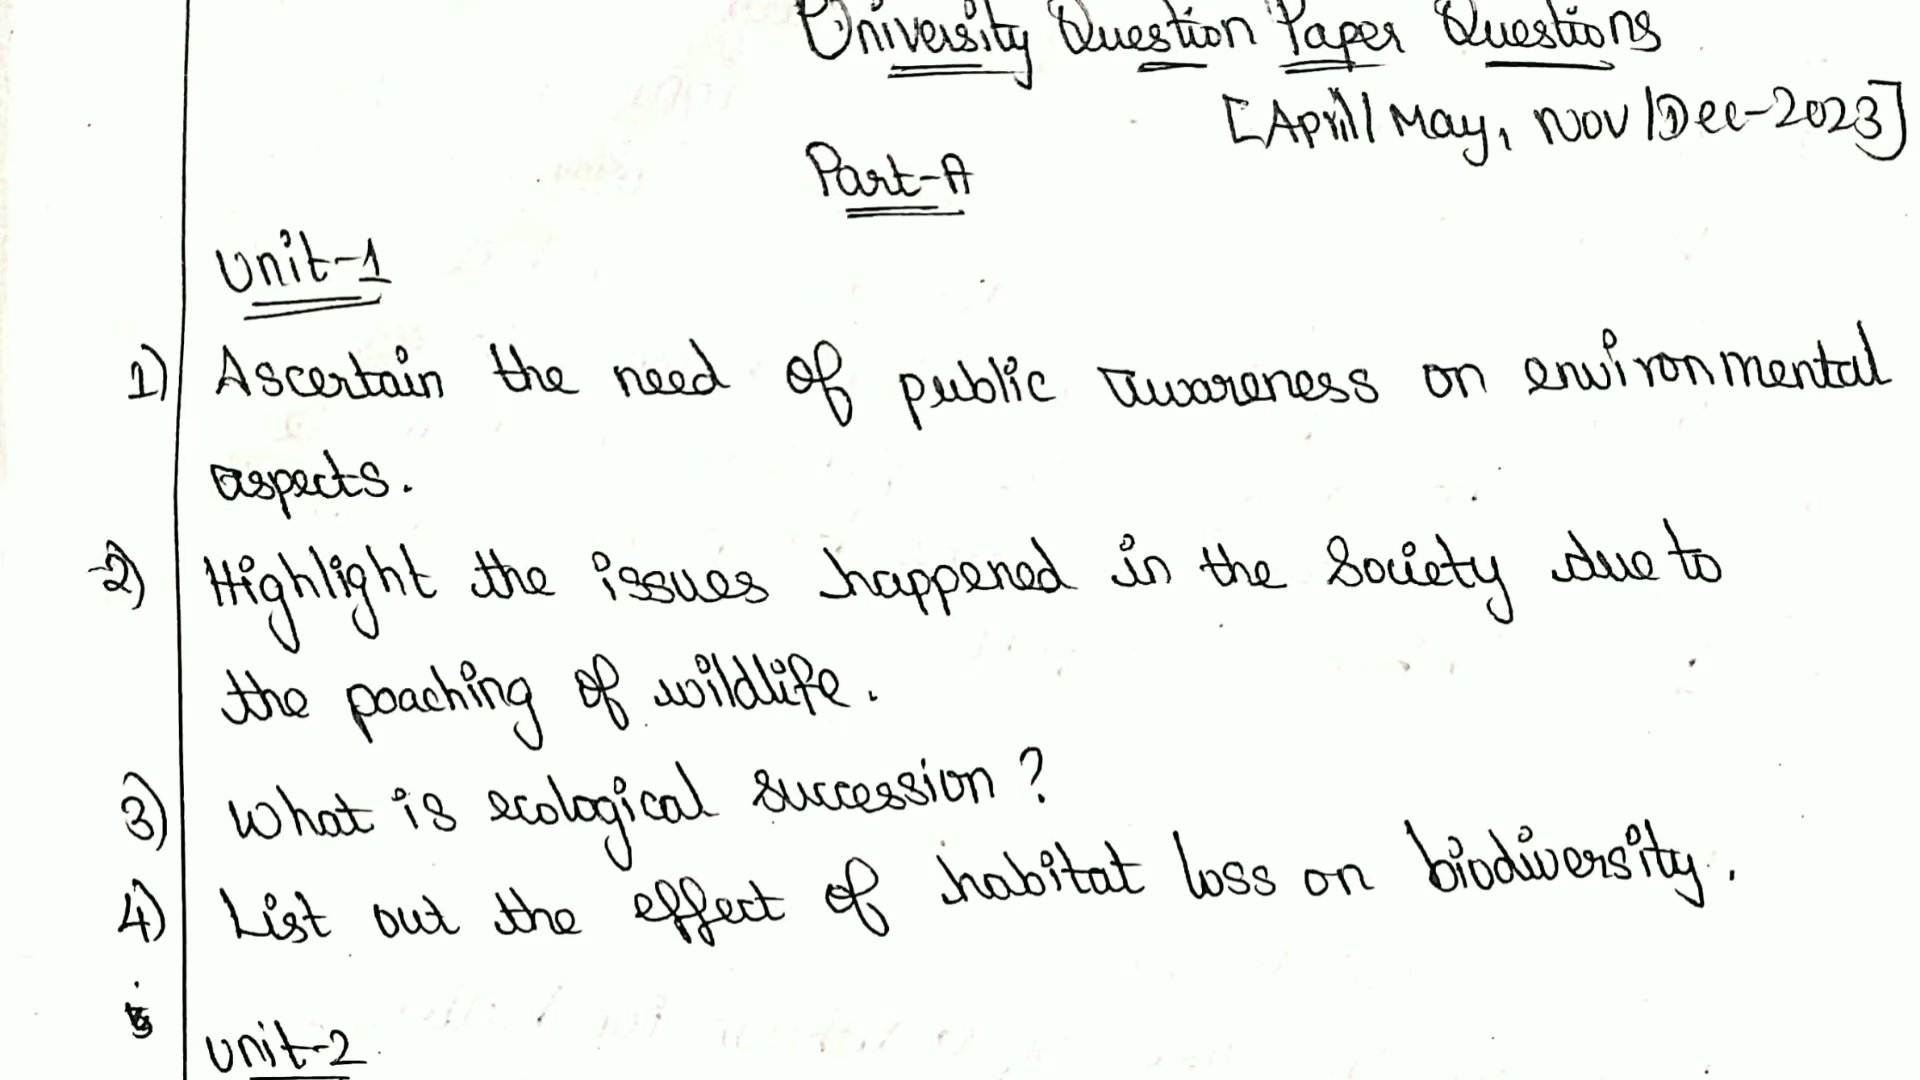 University Question Paper Questions
[April/May, Nov/Dec-2023]
Part-A
Unit-1
1) Ascertain the need of public awareness on environmental
aspects.
2) Highlight the issues happened in the Society due to
the poaching of wildlife.
3) What is ecological succession?
4) List out the effect of habitat loss on biodiversity.
Unit-2